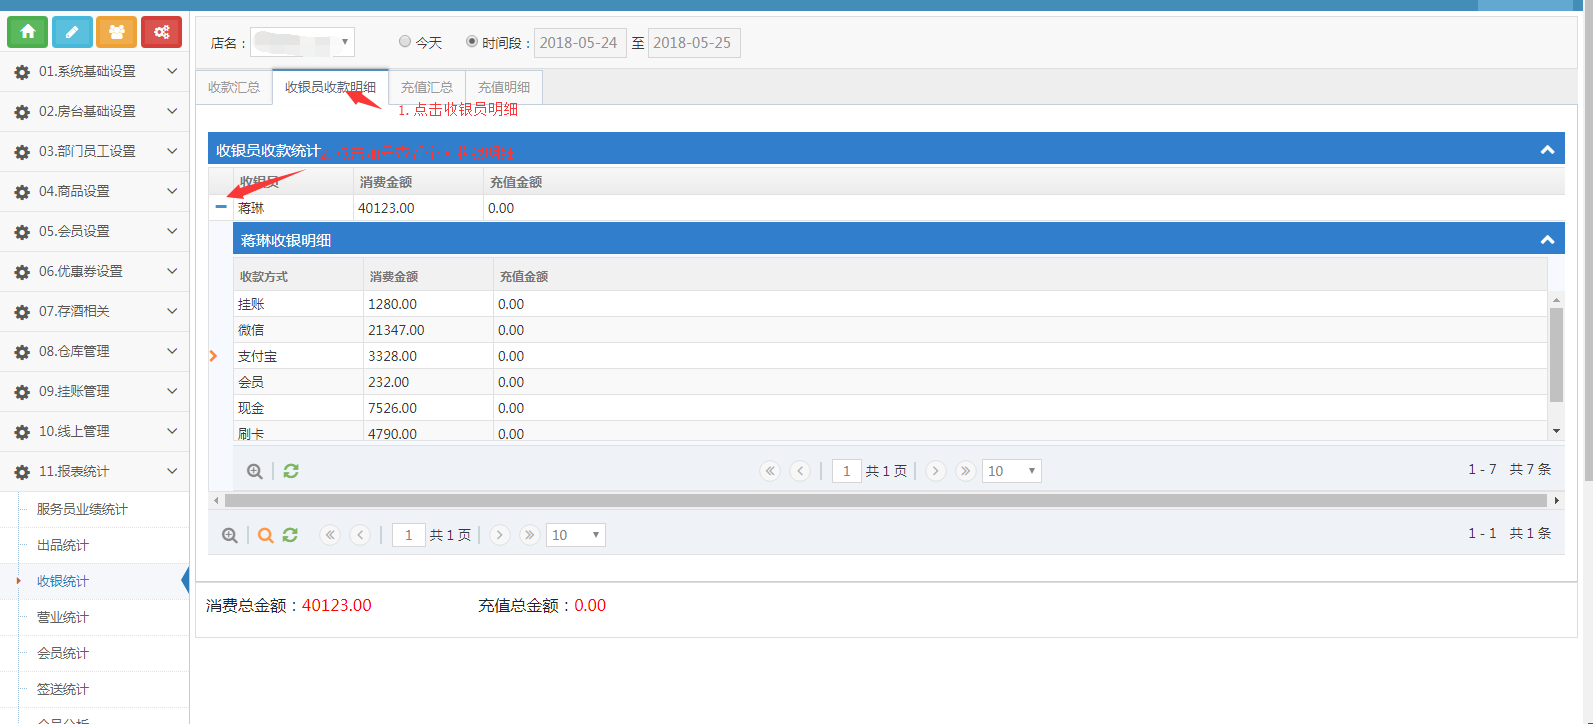 店名：
今天
时间段：
2018-05-24
至
2018-05-25
01.系统基础设置
02.房台基础设置
03.部门员工设置
04.商品设置
05.会员设置
06.优惠券设置
07.存酒相关
08.仓库管理
09.挂账管理
10.线上管理
11.报表统计
服务员业绩统计
出品统计
收银统计
营业统计
会员统计
签送统计
收款汇总
收银员收款明细
充值汇总
充值明细
1. 点击收银员明细
收银员收款统计
收银员 消费金额 充值金额
蒋琳 40123.00 0.00
蒋琳收银明细
收款方式 消费金额 充值金额
挂账 1280.00 0.00
微信 21347.00 0.00
支付宝 3328.00 0.00
会员 232.00 0.00
现金 7526.00 0.00
刷卡 4790.00 0.00
1 共 1 页 10 1 - 7 共 7 条
1 共 1 页 10 1 - 1 共 1 条
消费总金额：40123.00 充值总金额：0.00